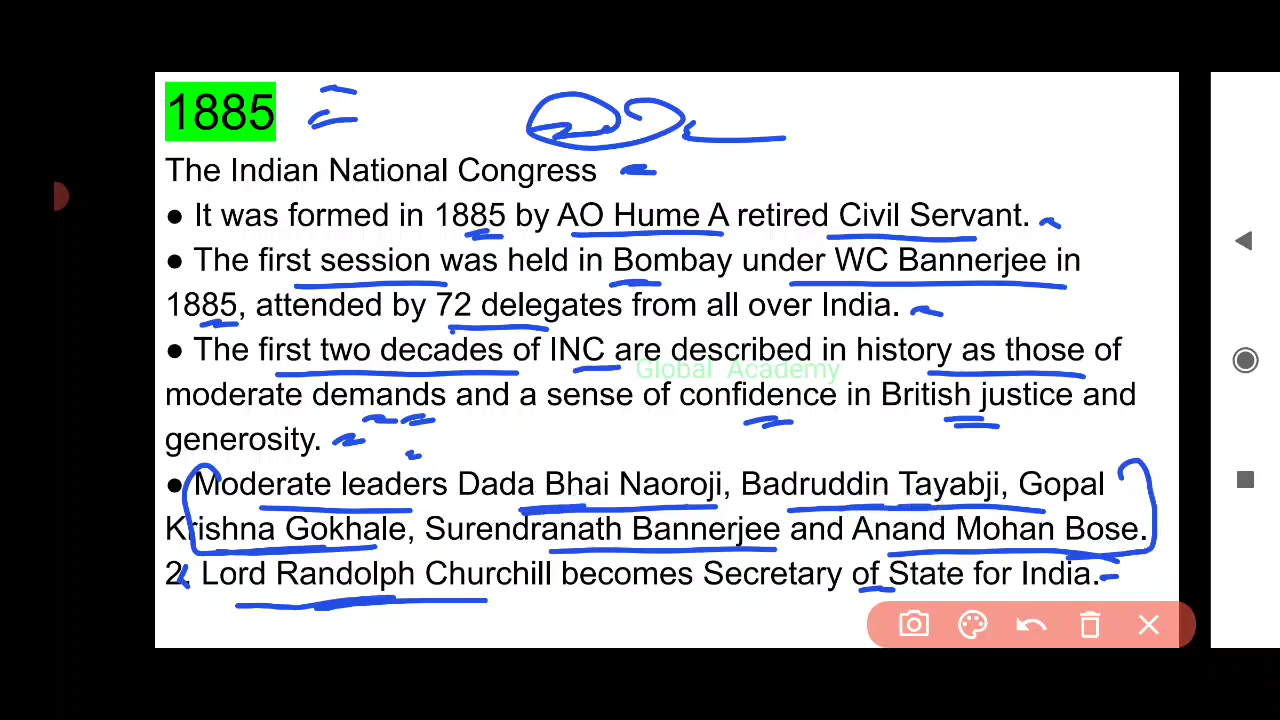 1885
The Indian National Congress
● It was formed in 1885 by AO Hume A retired Civil Servant.
● The first session was held in Bombay under WC Bannerjee in
1885, attended by 72 delegates from all over India.
● The first two decades of INC are described in history as those of
Global Academy
moderate demands and a sense of confidence in British justice and
generosity.
● Moderate leaders Dada Bhai Naoroji, Badruddin Tayabji, Gopal
Krishna Gokhale, Surendranath Bannerjee and Anand Mohan Bose.
2. Lord Randolph Churchill becomes Secretary of State for India.